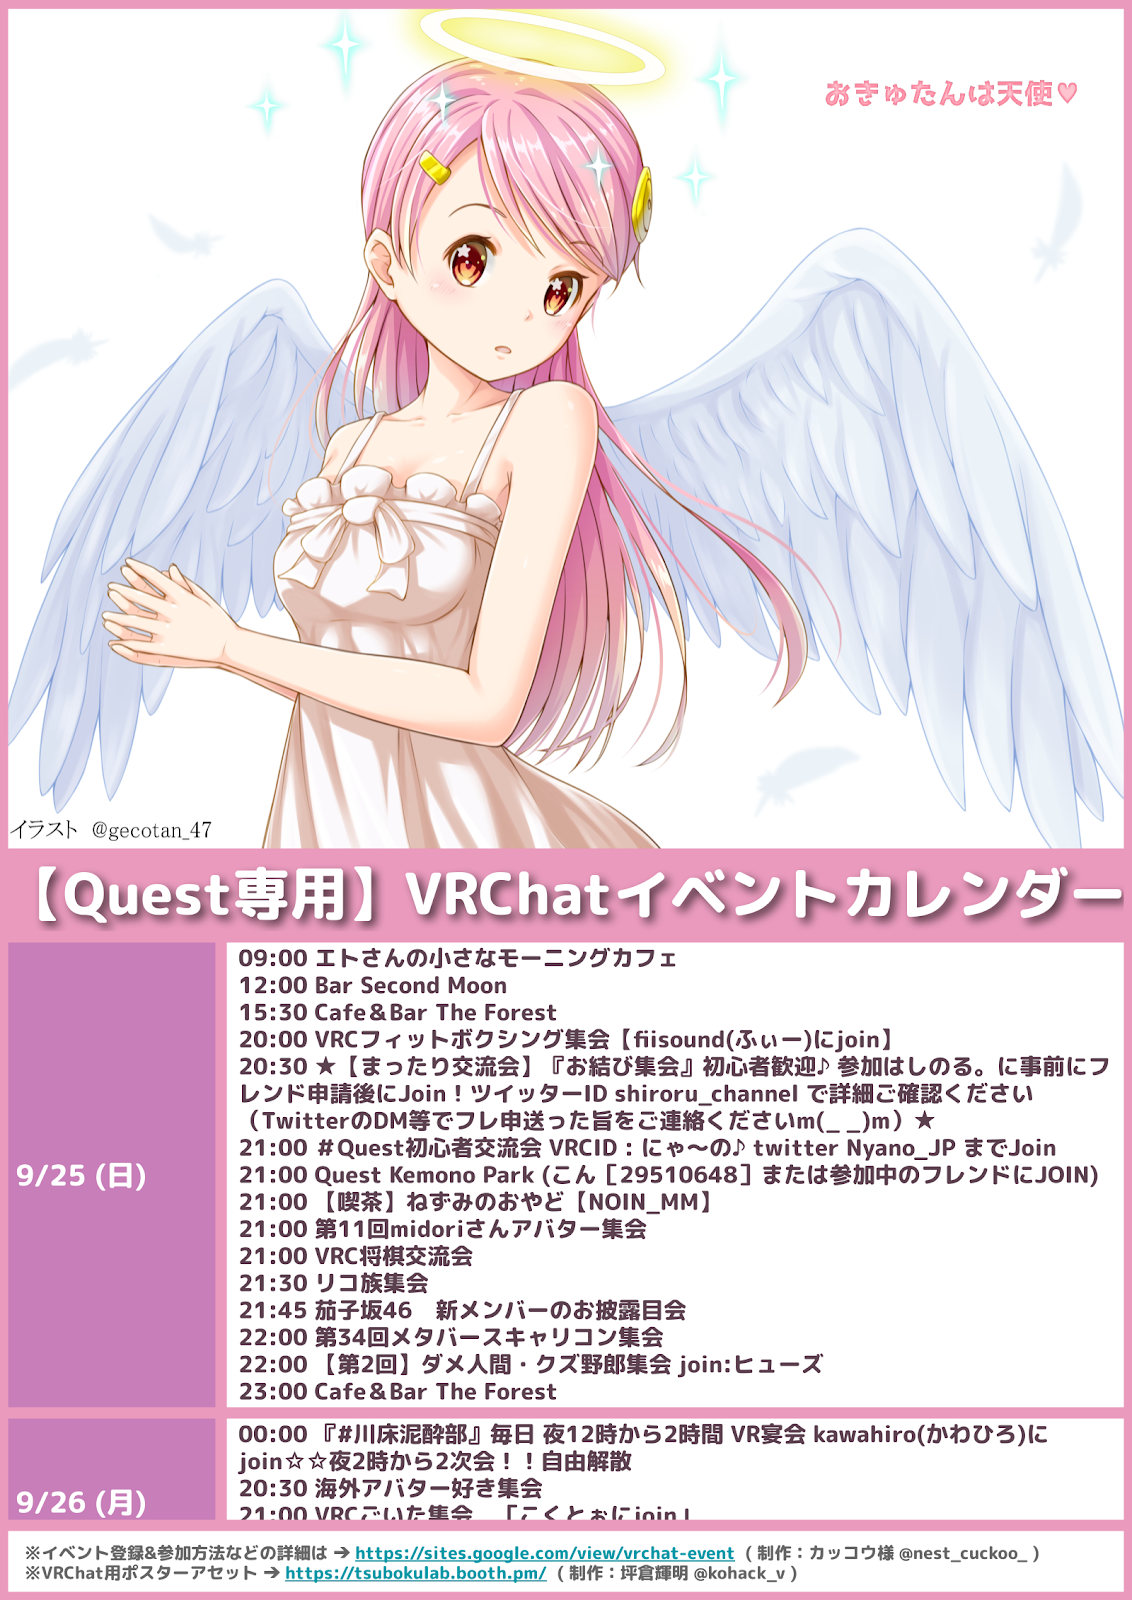 おきゅたんは天使♥
イラスト @gecotan_47
【Quest専用】VRChatイベントカレンダー
9/25 (日)
09:00 エトさんの小さなモーニングカフェ
12:00 Bar Second Moon
15:30 Cafe＆Bar The Forest
20:00 VRCフィットボクシング集会【fiisound(ふぃー)にjoin】
20:30 ★【まったり交流会】『お結び集会』初心者歓迎♪ 参加はしのる。に事前にフ
レンド申請後にJoin！ツイッターID shiroru_channel で詳細ご確認ください
（TwitterのDM等でフレ申送った旨をご連絡くださいm(_ _)m）★
21:00 ＃Quest初心者交流会 VRCID：にゃ〜の♪ twitter Nyano_JP までJoin
21:00 Quest Kemono Park (こん［29510648］または参加中のフレンドにJOIN)
21:00 【喫茶】ねずみのおやど【NOIN_MM】
21:00 第11回midoriさんアバター集会
21:00 VRC将棋交流会
21:30 リコ族集会
21:45 茄子坂46　新メンバーのお披露目会
22:00 第34回メタバースキャリコン集会
22:00 【第2回】ダメ人間・クズ野郎集会 join:ヒューズ
23:00 Cafe＆Bar The Forest
9/26 (月)
00:00 『#川床泥酔部』毎日 夜12時から2時間 VR宴会 kawahiro(かわひろ)に
join☆☆夜2時から2次会！！自由解散
20:30 海外アバター好き集会
21:00 VRCごいた集会　「こくとぉにjoin」
※イベント登録&参加方法などの詳細は ➔ https://sites.google.com/view/vrchat-event ( 制作：カッコウ様 @nest_cuckoo_ )
※VRChat用ポスターアセット ➔ https://tsubokulab.booth.pm/ ( 制作：坪倉輝明 @kohack_v )